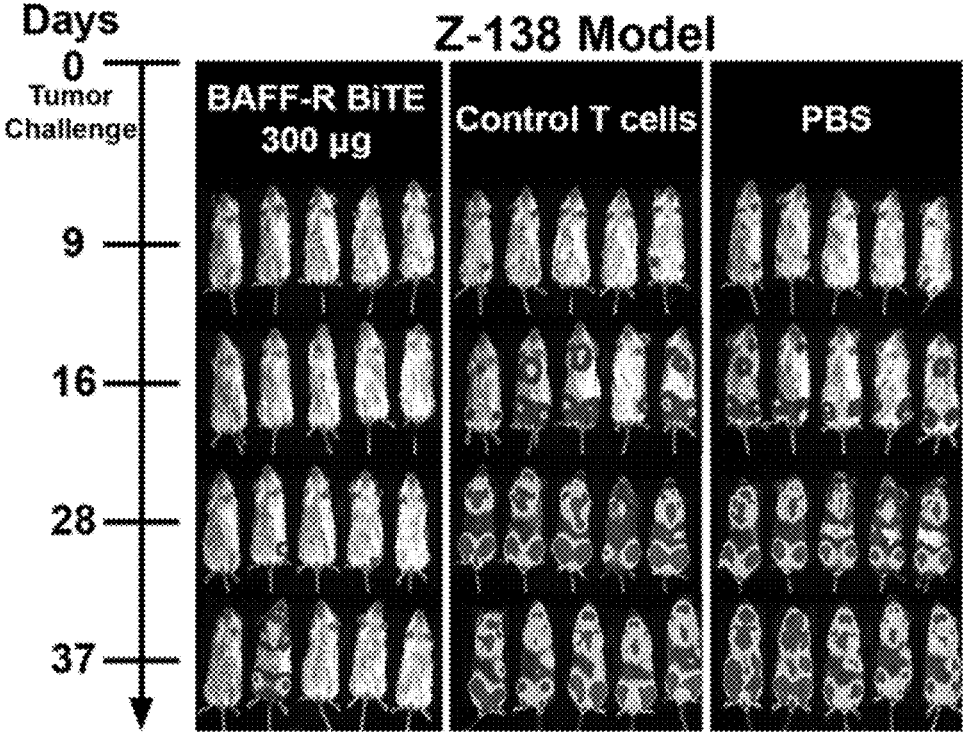 Days
Z-138 Model
0
Tumor
Challenge
BAFF-R BiTE
300 µg
Control T cells
PBS
9
16
28
37